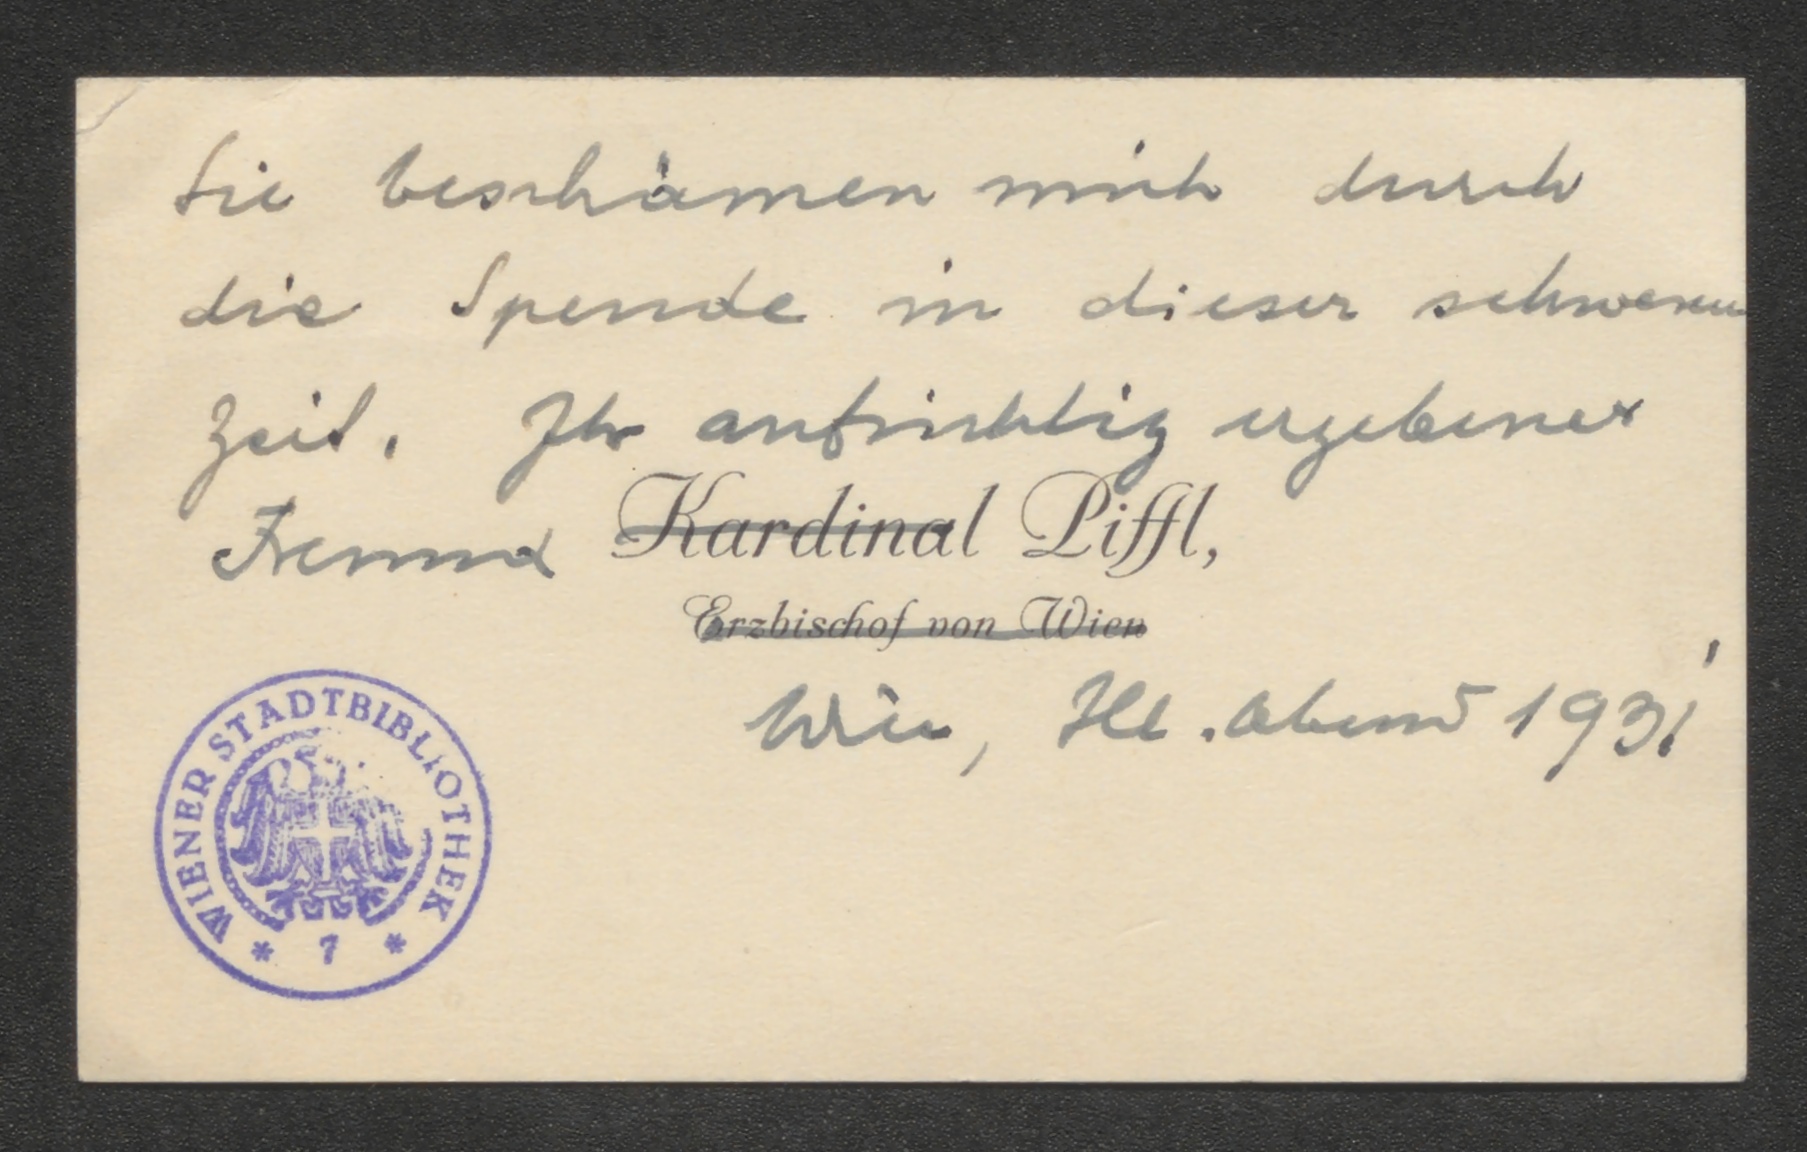 Sie beschämen mich durch
die Spende in dieser schweren
Zeit. Ihr aufrichtig ergebener
Freund Kardinal Piffl,
Erzbischof von Wien
Wien, Hl. Abend 1931
WIENER STADTBIBLIOTHEK
* 7 *